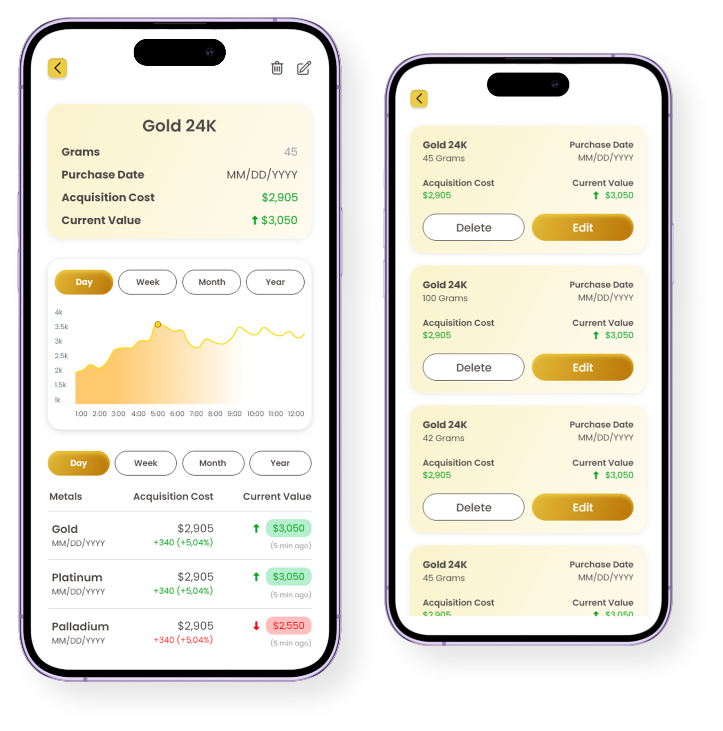 Gold 24K
Grams 45
Purchase Date MM/DD/YYYY
Acquisition Cost $2,905
Current Value $3,050
Day Week Month Year
4k
3.5k
3k
2.5k
2k
1.5k
1k
1:00 2:00 3:00 4:00 5:00 6:00 7:00 8:00 9:00 10:00 11:00 12:00
Day Week Month Year
Metals Acquisition Cost Current Value
Gold $2,905 $3,050
MM/DD/YYYY +340 (+5,04%) (5 min ago)
Platinum $2,905 $3,050
MM/DD/YYYY +340 (+5,04%) (5 min ago)
Palladium $2,905 $2,550
MM/DD/YYYY +340 (+5,04%) (5 min ago)
Gold 24K Purchase Date
45 Grams MM/DD/YYYY
Acquisition Cost Current Value
$2,905 $3,050
Delete Edit
Gold 24K Purchase Date
100 Grams MM/DD/YYYY
Acquisition Cost Current Value
$2,905 $3,050
Delete Edit
Gold 24K Purchase Date
42 Grams MM/DD/YYYY
Acquisition Cost Current Value
$2,905 $3,050
Delete Edit
Gold 24K Purchase Date
45 Grams MM/DD/YYYY
Acquisition Cost Current Value
$2,905 $3,050